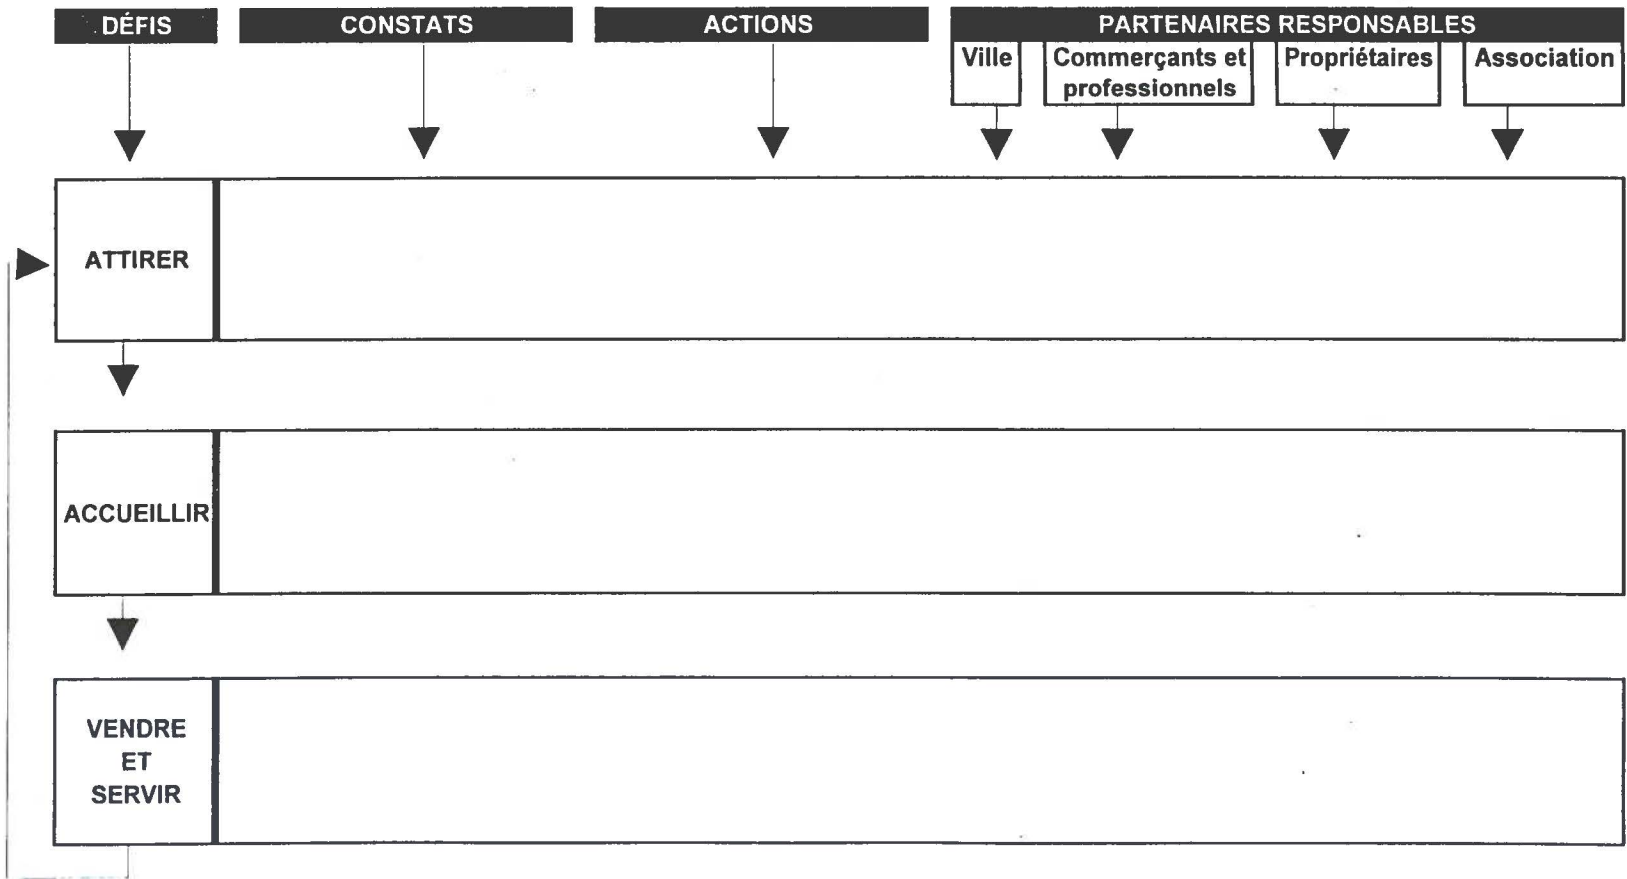 DÉFIS
CONSTATS
ACTIONS
PARTENAIRES RESPONSABLES
Ville
Commerçants et
professionnels
Propriétaires
Association
ATTIRER
ACCUEILLIR
VENDRE
ET
SERVIR